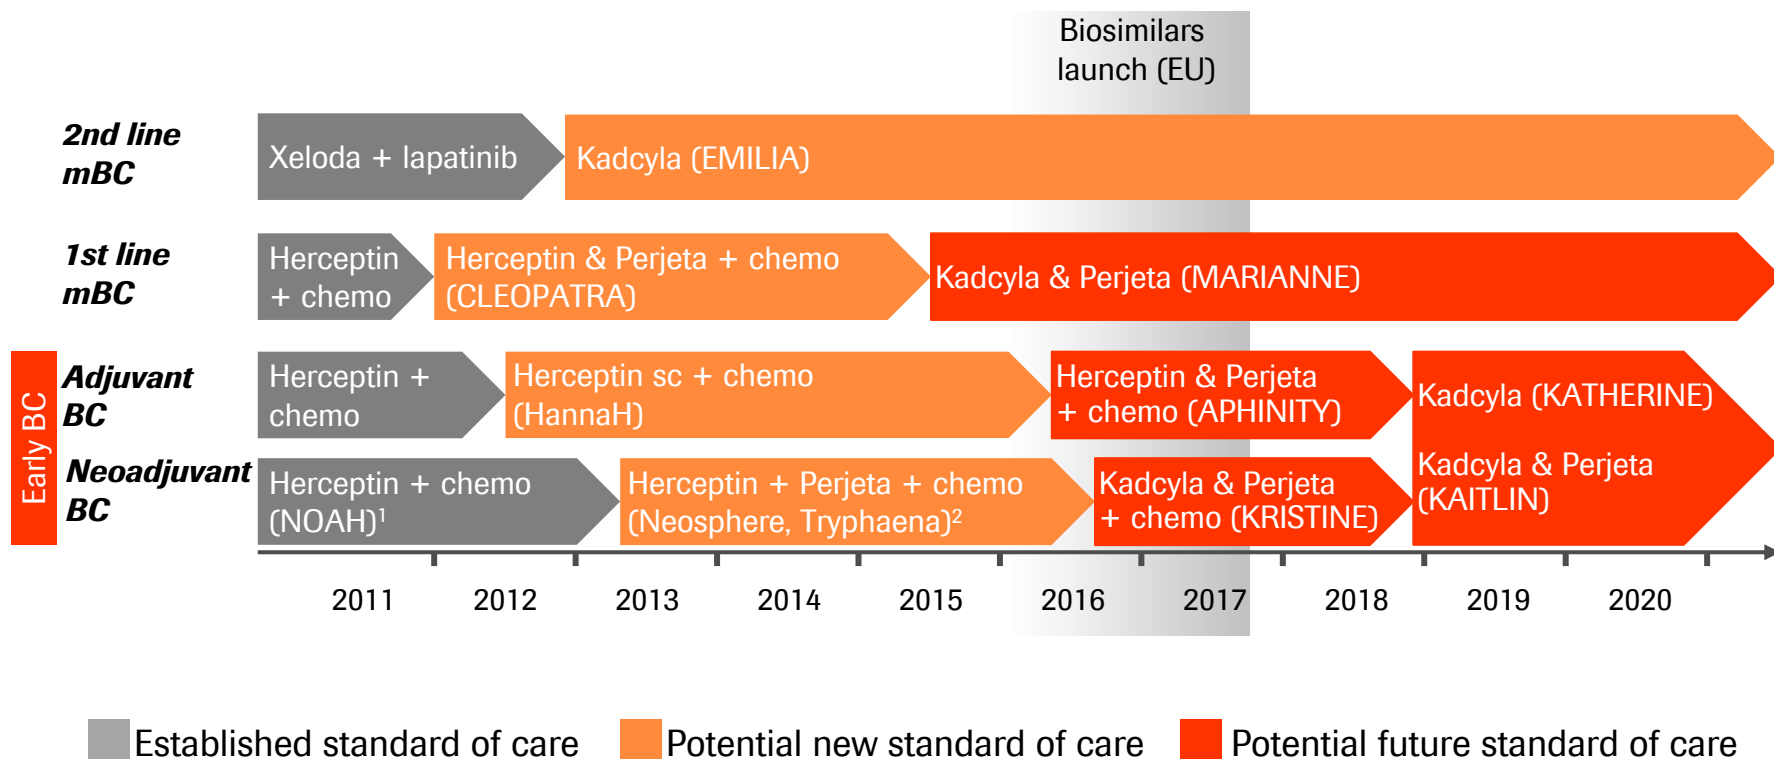 Biosimilars
launch (EU)
2nd line
mBC
Xeloda + lapatinib
Kadcyla (EMILIA)
1st line
mBC
Herceptin
+ chemo
Herceptin & Perjeta + chemo
(CLEOPATRA)
Kadcyla & Perjeta (MARIANNE)
Early BC
Adjuvant
BC
Herceptin +
chemo
Herceptin sc + chemo
(HannaH)
Herceptin & Perjeta
+ chemo (APHINITY)
Kadcyla (KATHERINE)
Neoadjuvant
BC
Herceptin + chemo
(NOAH)¹
Herceptin + Perjeta + chemo
(Neosphere, Tryphaena)²
Kadcyla & Perjeta
+ chemo (KRISTINE)
Kadcyla & Perjeta
(KAITLIN)
2011 2012 2013 2014 2015 2016 2017 2018 2019 2020
Established standard of care
Potential new standard of care
Potential future standard of care